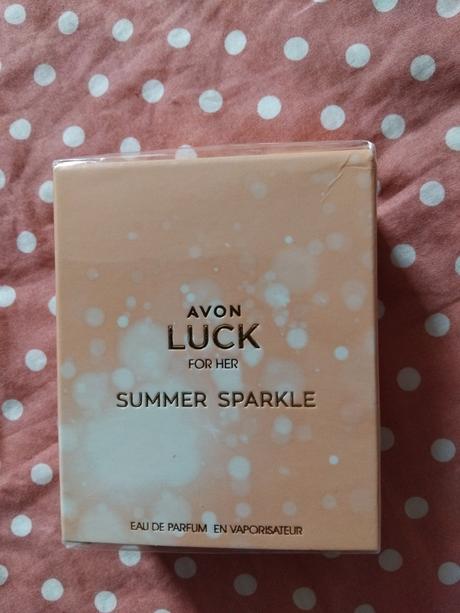 AVON
LUCK
FOR HER
SUMMER SPARKLE
EAU DE PARFUM EN VAPORISATEUR